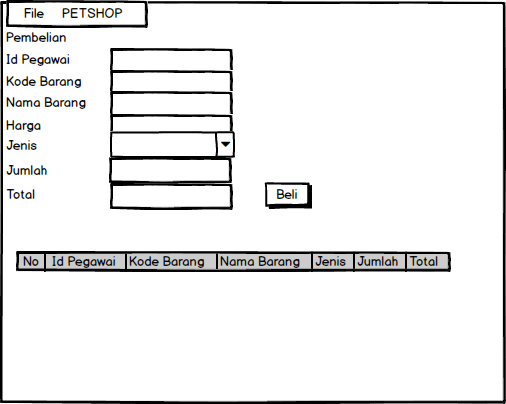 File PETSHOP
Pembelian
Id Pegawai
Kode Barang
Nama Barang
Harga
Jenis
Jumlah
Total Beli
No Id Pegawai Kode Barang Nama Barang Jenis Jumlah Total